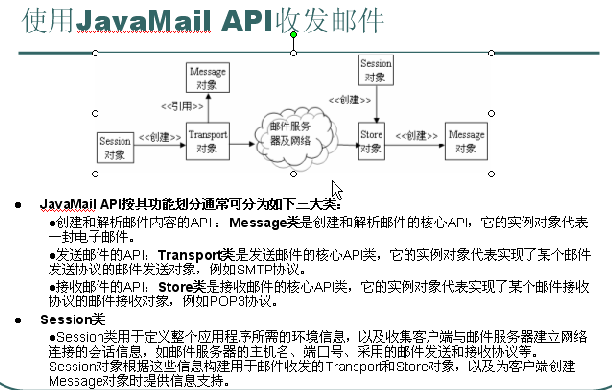 使用JavaMail API收发邮件
Message
对象
Session
对象
<<引用>>
<<创建>>
邮件服务
器及网络
Session
对象
<<创建>>
Transport
对象
Store
对象
<<创建>>
Message
对象
● JavaMail API按其功能划分通常可分为如下三大类:
●创建和解析邮件内容的API :Message类是创建和解析邮件的核心API,它的实例对象代表
一封电子邮件。
●发送邮件的API:Transport类是发送邮件的核心API类,它的实例对象代表实现了某个邮件
发送协议的邮件发送对象,例如SMTP协议。
●接收邮件的API:Store类是接收邮件的核心API类,它的实例对象代表实现了某个邮件接收
协议的邮件接收对象,例如POP3协议。
● Session类
●Session类用于定义整个应用程序所需的环境信息,以及收集客户端与邮件服务器建立网络
连接的会话信息,如邮件服务器的主机名、端口号、采用的邮件发送和接收协议等。
Session对象根据这些信息构建用于邮件收发的Transport和Store对象,以及为客户端创建
Message对象时提供信息支持。